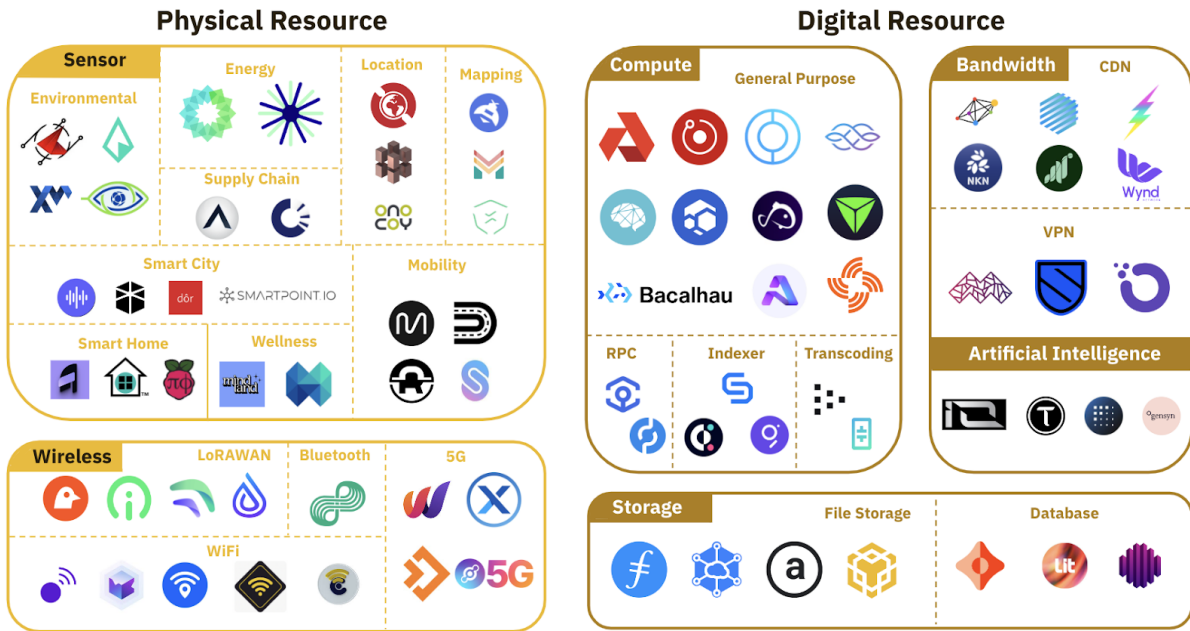 Physical Resource
Digital Resource
Sensor
Environmental
Energy
Supply Chain
Location
ONO
COY
Mapping
Smart City
dôr
SMARTPOINT.IO
Mobility
Smart Home
TM
Wellness
mind
land
Wireless
LoRAWAN
Bluetooth
5G
5G
WiFi
Compute
General Purpose
Bacalhau
RPC
Indexer
Transcoding
Bandwidth
CDN
NKN
Wynd
VPN
Artificial Intelligence
gensyn
Storage
File Storage
a
Database
Lit